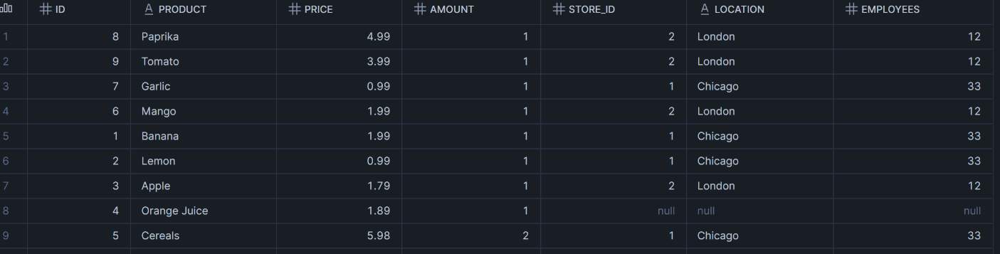 ID PRODUCT PRICE AMOUNT STORE_ID LOCATION EMPLOYEES
1 8 Paprika 4.99 1 2 London 12
2 9 Tomato 3.99 1 2 London 12
3 7 Garlic 0.99 1 1 Chicago 33
4 6 Mango 1.99 1 2 London 12
5 1 Banana 1.99 1 1 Chicago 33
6 2 Lemon 0.99 1 1 Chicago 33
7 3 Apple 1.79 1 2 London 12
8 4 Orange Juice 1.89 1 null null null
9 5 Cereals 5.98 2 1 Chicago 33